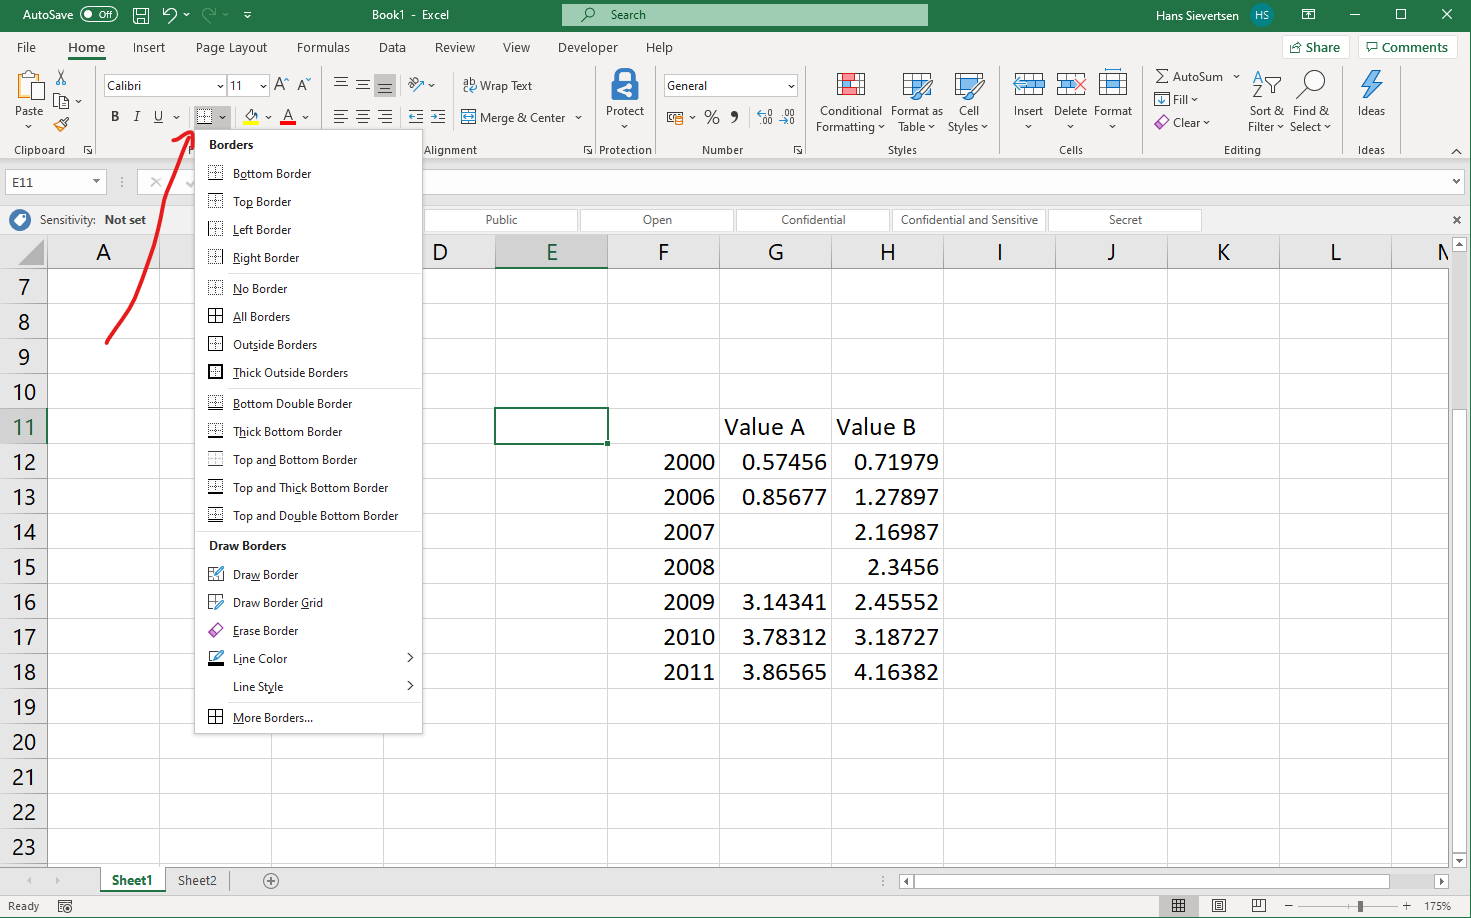 AutoSave Off Book1 - Excel Search Hans Sievertsen HS
File Home Insert Page Layout Formulas Data Review View Developer Help Share Comments
Paste
Clipboard
Calibri 11
B I U A
Wrap Text
Merge & Center
Alignment
Protect
Protection
General
% 9
Number
Conditional Formatting
Format as Table
Cell Styles
Styles
Insert Delete Format
Cells
AutoSum
Fill
Clear
Sort & Filter
Find & Select
Editing
Ideas
Ideas
E11
Sensitivity: Not set Public Open Confidential Confidential and Sensitive Secret
Borders
Bottom Border
Top Border
Left Border
Right Border
No Border
All Borders
Outside Borders
Thick Outside Borders
Bottom Double Border
Thick Bottom Border
Top and Bottom Border
Top and Thick Bottom Border
Top and Double Bottom Border
Draw Borders
Draw Border
Draw Border Grid
Erase Border
Line Color
Line Style
More Borders...
A D E F G H I J K L
7
8
9
10
11 Value A Value B
12 2000 0.57456 0.71979
13 2006 0.85677 1.27897
14 2007 2.16987
15 2008 2.3456
16 2009 3.14341 2.45552
17 2010 3.78312 3.18727
18 2011 3.86565 4.16382
19
20
21
22
23
Sheet1 Sheet2
Ready 175%